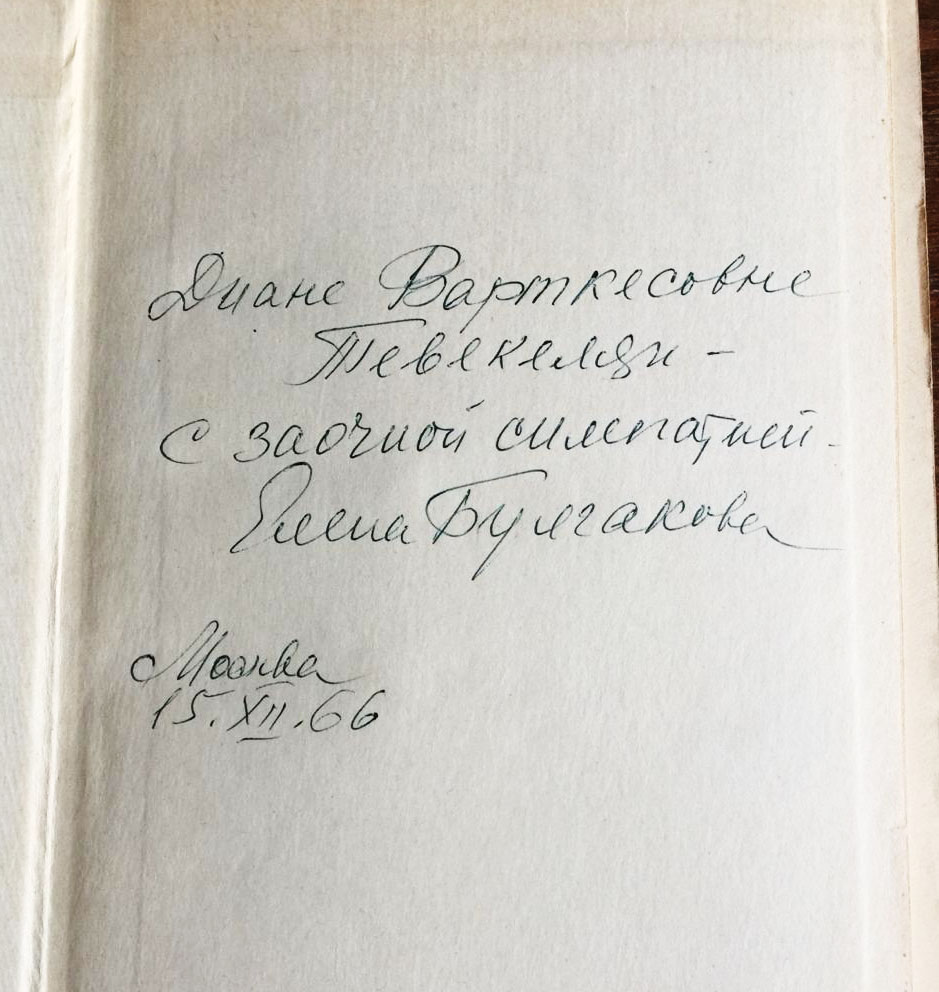 Диане Варткесовне
Тевекелян –
с заочной симпатией –
Елена Булгакова
Москва
15.XII.66